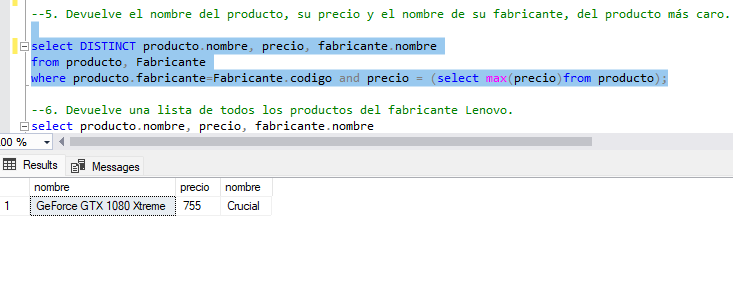 --5. Devuelve el nombre del producto, su precio y el nombre de su fabricante, del producto más caro.
select DISTINCT producto.nombre, precio, fabricante.nombre
from producto, Fabricante
where producto.fabricante=Fabricante.codigo and precio = (select max(precio)from producto);
--6. Devuelve una lista de todos los productos del fabricante Lenovo.
select producto.nombre, precio, fabricante.nombre
00 %
Results Messages
nombre precio nombre
1 GeForce GTX 1080 Xtreme 755 Crucial